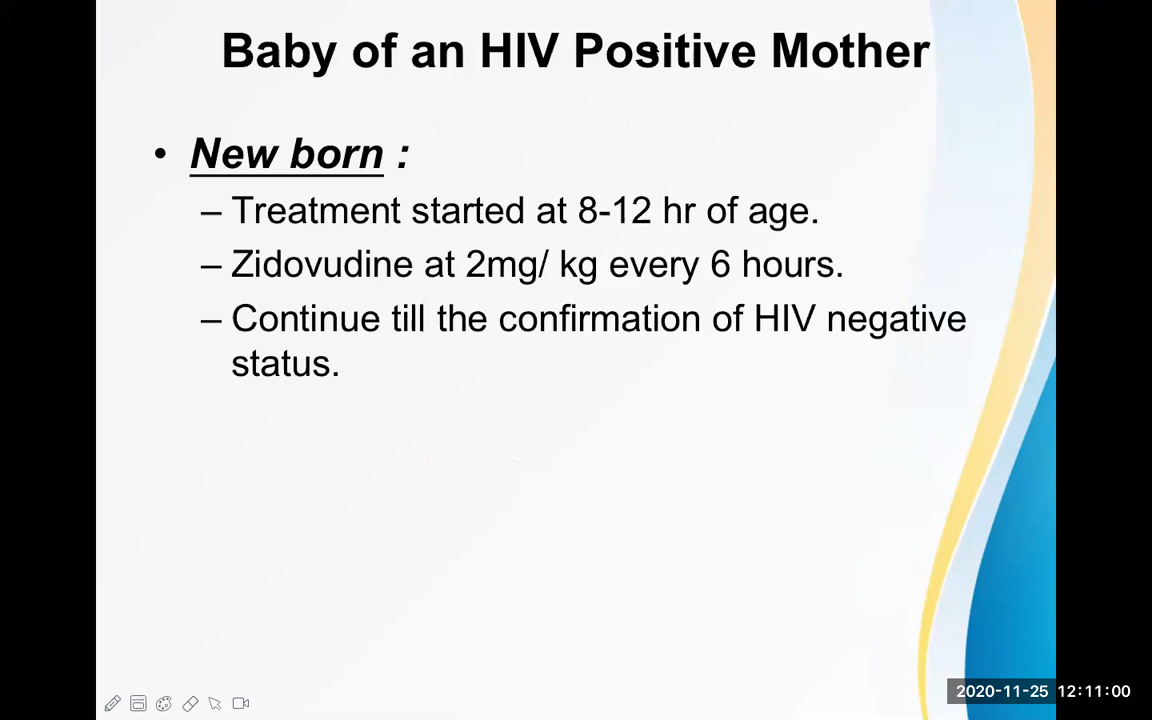 Baby of an HIV Positive Mother
• New born :
– Treatment started at 8-12 hr of age.
– Zidovudine at 2mg/ kg every 6 hours.
– Continue till the confirmation of HIV negative
status.
2020-11-25 12:11:00